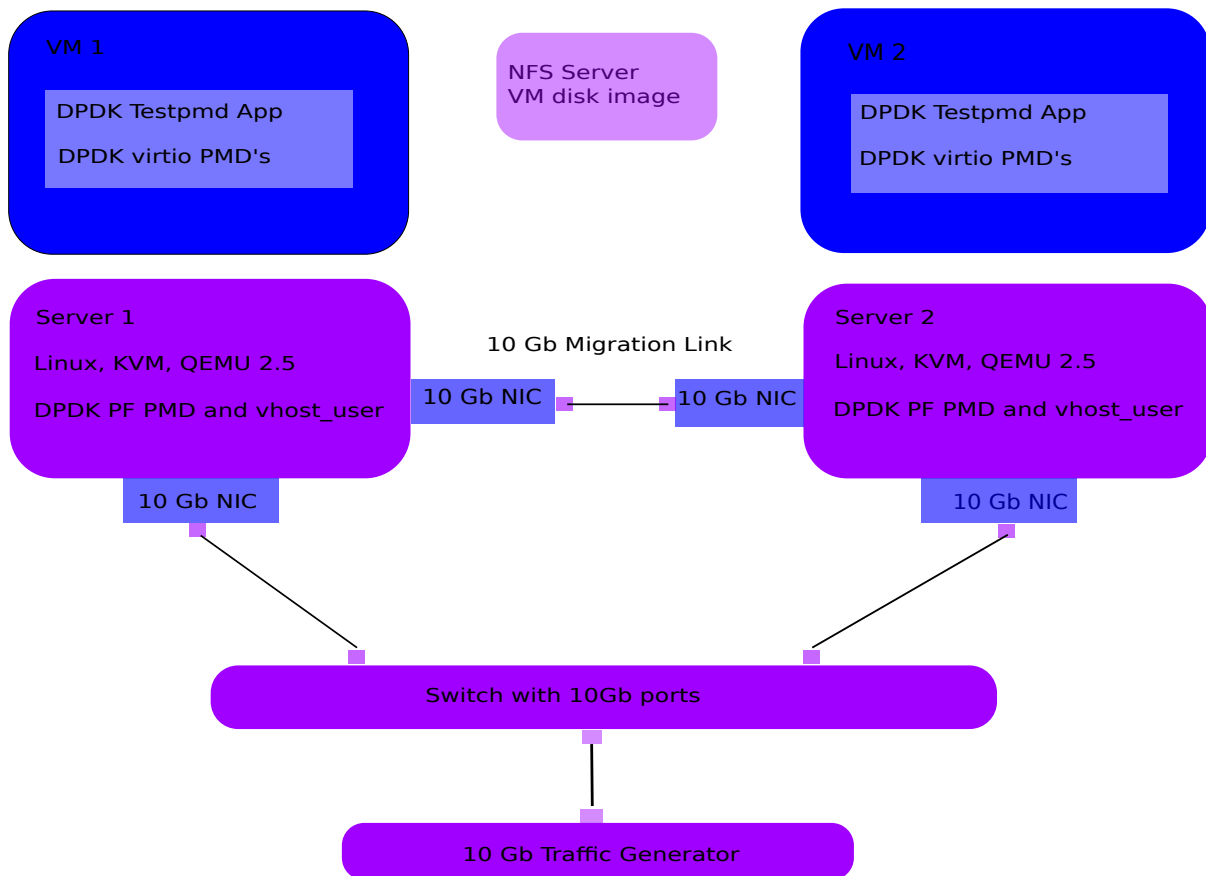 VM 1
DPDK Testpmd App
DPDK virtio PMD's
NFS Server
VM disk image
VM 2
DPDK Testpmd App
DPDK virtio PMD's
Server 1
Linux, KVM, QEMU 2.5
DPDK PF PMD and vhost_user
10 Gb Migration Link
10 Gb NIC
10 Gb NIC
Server 2
Linux, KVM, QEMU 2.5
DPDK PF PMD and vhost_user
10 Gb NIC
10 Gb NIC
Switch with 10Gb ports
10 Gb Traffic Generator